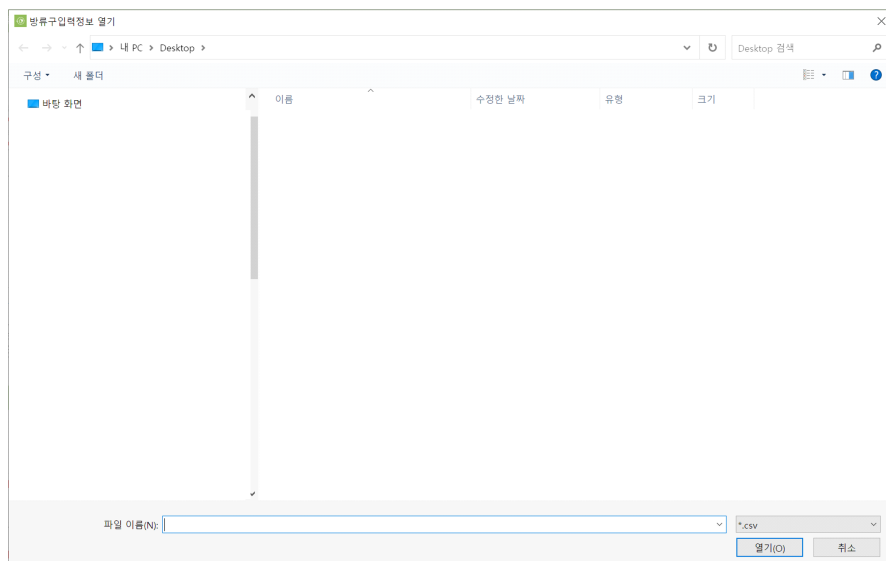 방류구입력정보 열기
내 PC > Desktop >
Desktop 검색
구성
새 폴더
바탕 화면
이름 수정한 날짜 유형 크기
파일 이름(N):
*.csv
열기(O) 취소